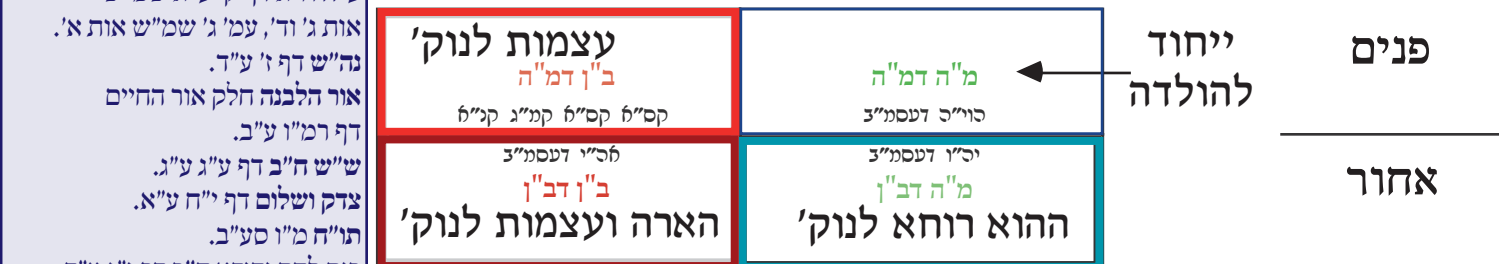 פנים
אחור
ייחוד
להולדה
מ"ה דמ"ה
הוי"ה דעסמ"ב
עצמות לנוק'
ב"ן דמ"ה
קס"א קס"א קמ"ג קנ"א
יה"ו דעסמ"ב
מ"ה דב"ן
ההוא רוחא לנוק'
אה"י דעסמ"ב
ב"ן דב"ן
הארה ועצמות לנוק'
אות ג' וד', עמ' ג' שמ"ש אות א'.
נה"ש דף ז' ע"ד.
אור הלבנה חלק אור החיים
דף רמ"ו ע"ב.
ש"ש ח"ב דף ע"ג ע"ג.
צדק ושלום דף י"ח ע"א.
תו"ח מ"ו סע"ב.